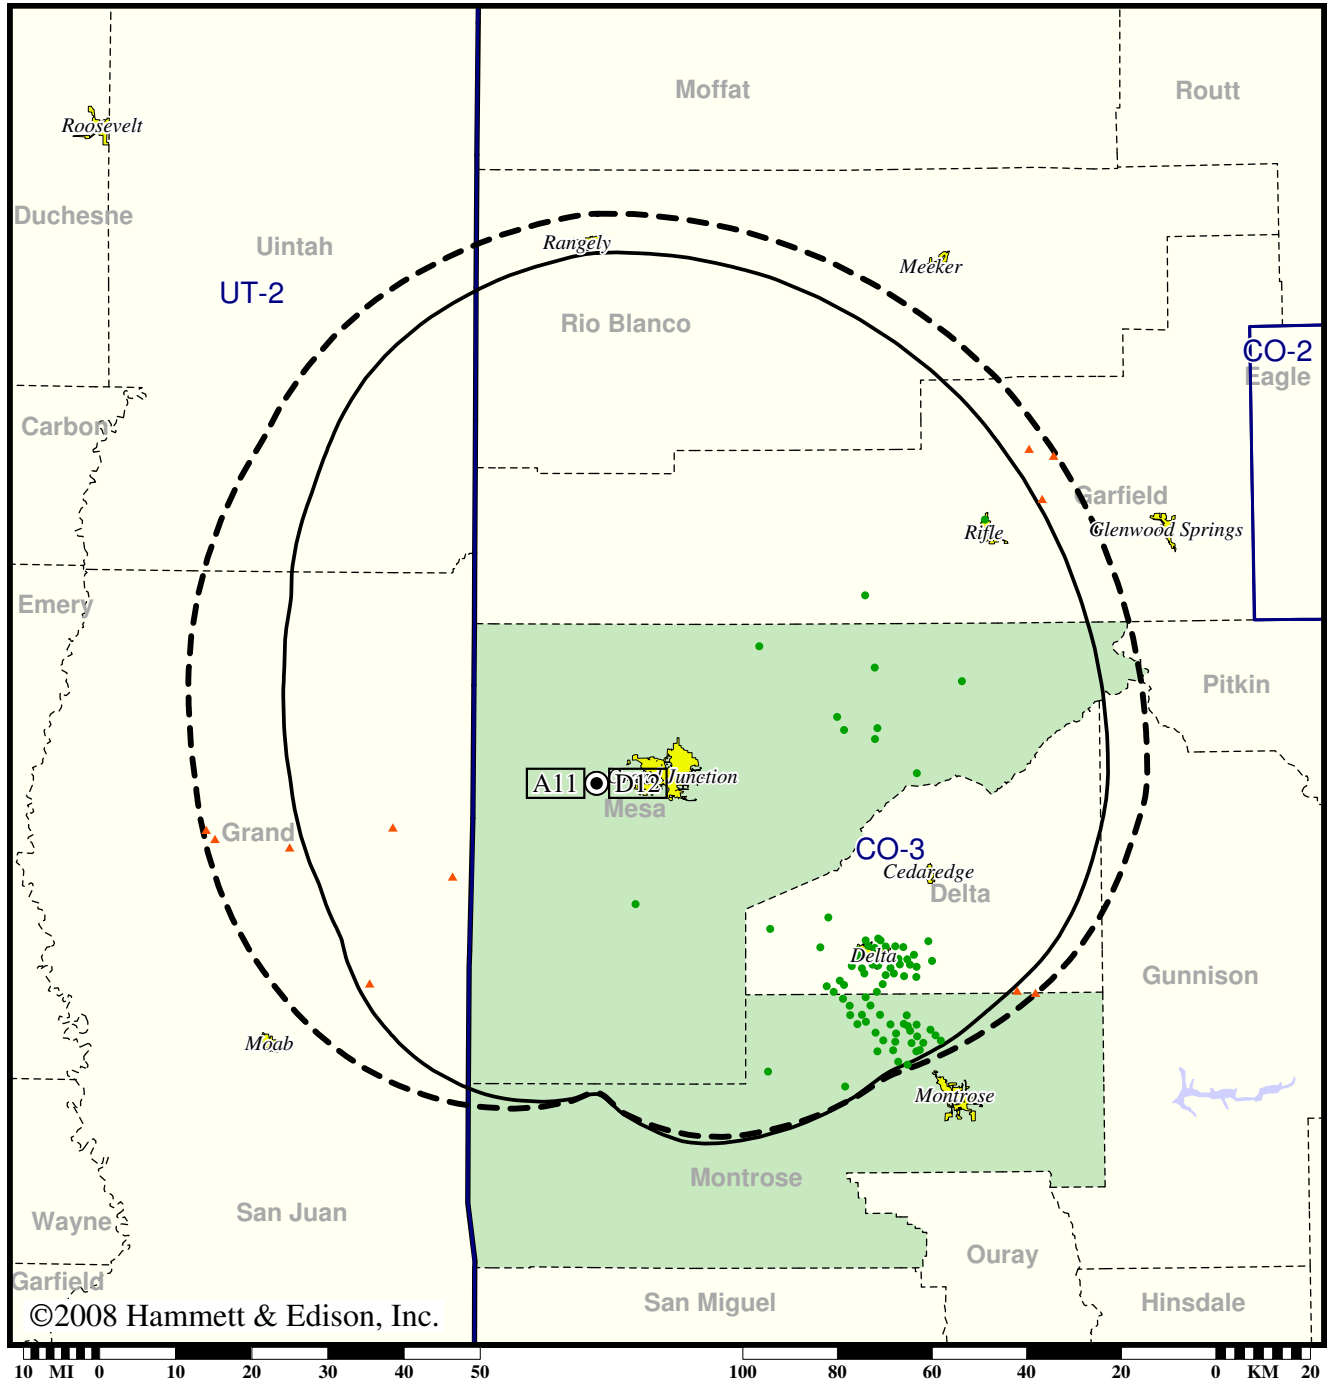 Moffat
Routt
Roosevelt
Duchesne
Uintah
Rangely
Meeker
UT-2
Rio Blanco
CO-2
Eagle
Carbon
Garfield
Rifle
Glenwood Springs
Emery
Pitkin
A11
D12
Grand Junction
Mesa
Grand
CO-3
Cedaredge
Delta
Delta
Gunnison
Moab
Montrose
Montrose
Wayne
San Juan
Ouray
Garfield
San Miguel
Hinsdale
©2008 Hammett & Edison, Inc.
10 MI 0 10 20 30 40 50 100 80 60 40 20 0 KM 20